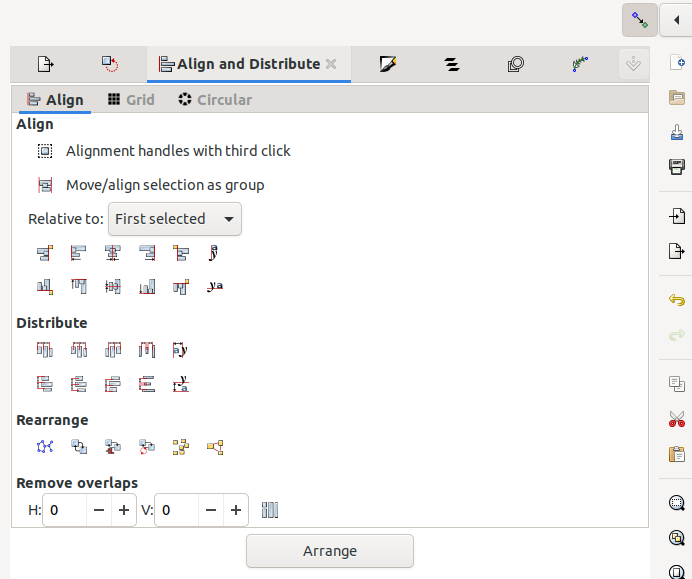 Align and Distribute
Align Grid Circular
Align
Alignment handles with third click
Move/align selection as group
Relative to: First selected
Distribute
Rearrange
Remove overlaps
H: 0 V: 0
Arrange